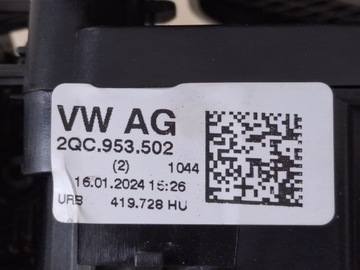 VW AG
2QC.953.502
(2) 1044
16.01.2024 15:26
URB 419.728 HU